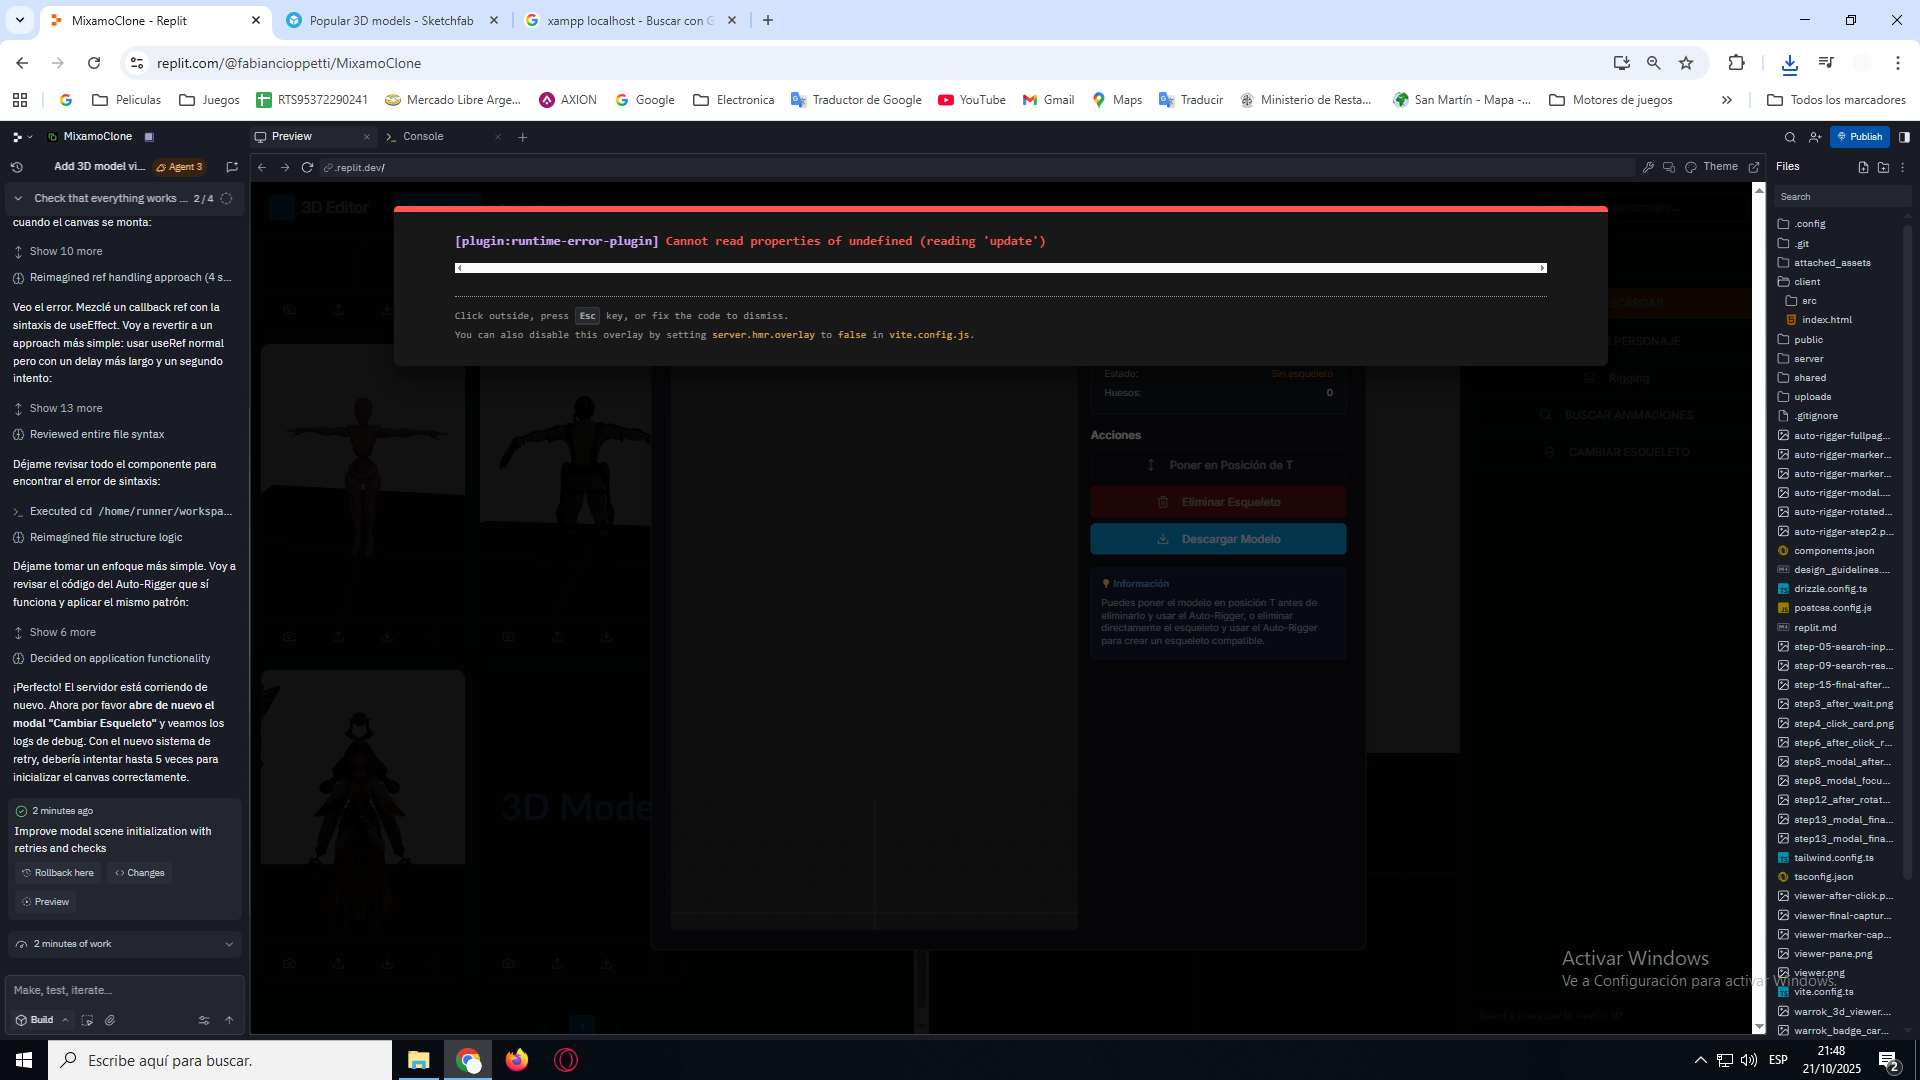 MixamoClone - Replit
Popular 3D models - Sketchfab
xampp localhost - Buscar con G
replit.com/@fabiancioppetti/MixamoClone
Peliculas
Juegos
RTS95372290241
Mercado Libre Arge...
AXION
Google
Electronica
Traductor de Google
YouTube
Gmail
Maps
Traducir
Ministerio de Resta...
San Martín - Mapa -...
Motores de juegos
Todos los marcadores
MixamoClone
Preview
Console
Publish
Add 3D model vi...
Agent 3
.replit.dev/
Theme
Files
Check that everything works ...
2 / 4
cuando el canvas se monta:
Show 10 more
Reimagined ref handling approach (4 s...
Veo el error. Mezclé un callback ref con la
sintaxis de useEffect. Voy a revertir a un
approach más simple: usar useRef normal
pero con un delay más largo y un segundo
intento:
Show 13 more
Reviewed entire file syntax
Déjame revisar todo el componente para
encontrar el error de sintaxis:
Executed cd /home/runner/workspa...
Reimagined file structure logic
Déjame tomar un enfoque más simple. Voy a
revisar el código del Auto-Rigger que sí
funciona y aplicar el mismo patrón:
Show 6 more
Decided on application functionality
¡Perfecto! El servidor está corriendo de
nuevo. Ahora por favor abre de nuevo el
modal "Cambiar Esqueleto" y veamos los
logs de debug. Con el nuevo sistema de
retry, debería intentar hasta 5 veces para
inicializar el canvas correctamente.
2 minutes ago
Improve modal scene initialization with
retries and checks
Rollback here
Changes
Preview
2 minutes of work
Make, test, iterate...
Build
3D Editor
[plugin:runtime-error-plugin] Cannot read properties of undefined (reading 'update')
Click outside, press Esc key, or fix the code to dismiss.
You can also disable this overlay by setting server.hmr.overlay to false in vite.config.js.
Estado:
Sin esqueleto
Huesos:
0
Acciones
Poner en Posición de T
Eliminar Esqueleto
Descargar Modelo
Información
Puedes poner el modelo en posición T antes de
eliminarlo y usar el Auto-Rigger, o eliminar
directamente el esqueleto y usar el Auto-Rigger
para crear un esqueleto compatible.
3D Mode
PERSONAJE
Rigging
BUSCAR ANIMACIONES
CAMBIAR ESQUELETO
Search
.config
.git
attached_assets
client
src
index.html
public
server
shared
uploads
.gitignore
auto-rigger-fullpag...
auto-rigger-marker...
auto-rigger-marker...
auto-rigger-modal....
auto-rigger-rotated...
auto-rigger-step2.p...
components.json
design_guidelines....
drizzle.config.ts
postcss.config.js
replit.md
step-05-search-inp...
step-09-search-res...
step-15-final-after...
step3_after_wait.png
step4_click_card.png
step6_after_click_r...
step8_modal_after...
step8_modal_focu...
step12_after_rotat...
step13_modal_fina...
step13_modal_fina...
tailwind.config.ts
tsconfig.json
viewer-after-click.p...
viewer-final-captur...
viewer-marker-cap...
viewer-pane.png
viewer.png
vite.config.ts
warrok_3d_viewer....
warrok_badge_car...
Activar Windows
Ve a Configuración para activar Windows.
Escribe aquí para buscar.
ESP
21:48
21/10/2025
2